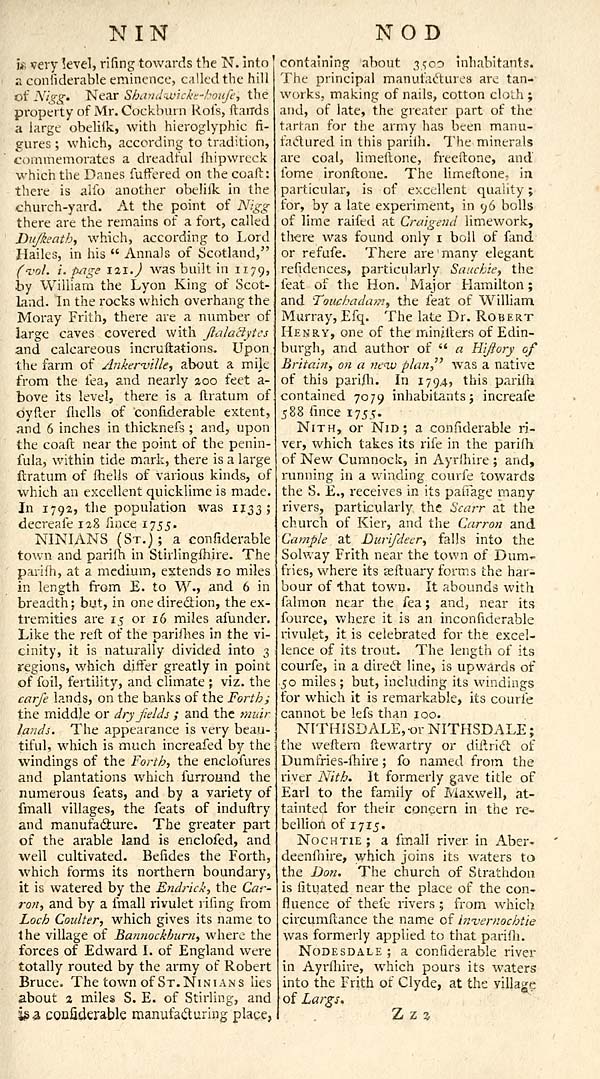 NIN
NOD
is very level, riſing towards the N. into
a conſiderable eminence, called the hill
of Nigg. Near Shandwicke-houſe, the
property of Mr. Cockburn Roſs, ſtands
a large obeliſk, with hieroglyphic fi-
gures; which, according to tradition,
commemorates a dreadful ſhipwreck
which the Danes ſuffered on the coaſt:
there is alſo another obeliſk in the
church-yard. At the point of Nigg
there are the remains of a fort, called
Duſkeath, which, according to Lord
Hailes, in his “ Annals of Scotland,”
(vol. i. page 121.) was built in 1179,
by William the Lyon King of Scot-
land. In the rocks which overhang the
Moray Frith, there are a number of
large caves covered with ſtalactytes
and calcareous incruſtations. Upon
the farm of Ankerville, about a mile
from the ſea, and nearly 200 feet a-
bove its level, there is a ſtratum of
oyſter ſhells of conſiderable extent,
and 6 inches in thickneſs; and, upon
the coaſt near the point of the penin-
ſula, within tide mark, there is a large
ſtratum of ſhells of various kinds, of
which an excellent quicklime is made.
In 1792, the population was 1133;
decreaſe 128 ſince 1755.
NINIANS (ST.); a conſiderable
town and pariſh in Stirlingſhire. The
pariſh, at a medium, extends 10 miles
in length from E. to W., and 6 in
breadth; but, in one direction, the ex-
tremities are 15 or 16 miles aſunder.
Like the reſt of the pariſhes in the vi-
cinity, it is naturally divided into 3
regions, which differ greatly in point
of ſoil, fertility, and climate; viz. the
carſe lands, on the banks of the Forth;
the middle or dry fields; and the muir
lands. The appearance is very beau-
tiful, which is much increaſed by the
windings of the Forth, the encloſures
and plantations which ſurround the
numerous ſeats, and by a variety of
ſmall villages, the ſeats of induſtry
and manufacture. The greater part
of the arable land is encloſed, and
well cultivated. Beſides the Forth,
which forms its northern boundary,
it is watered by the Endrick, the Car-
ron, and by a ſmall rivulet riſing from
Loch Coulter, which gives its name to
the village of Bannockburn, where the
forces of Edward I. of England were
totally routed by the army of Robert
Bruce. The town of ST. NINIANS lies
about 2 miles S. E. of Stirling, and
is a conſiderable manufacturing place,
containing about 3500 inhabitants.
The principal manufactures are tan-
works, making of nails, cotton cloth;
and, of late, the greater part of the
tartan for the army has been manu-
factured in this pariſh. The minerals
are coal, limeſtone, freeſtone, and
ſome ironſtone. The limeſtone, in
particular, is of excellent quality;
for, by a late experiment, in 96 bolls
of lime raiſed at Craigend limework,
there was found only 1 boll of ſand
or refuſe. There are many elegant
reſidences, particularly Sauchie, the
ſeat of the Hon. Major Hamilton;
and Touchadam, the ſeat of William
Murray, Eſq. The late Dr. ROBERT
HENRY, one of the miniſters of Edin-
burgh, and author of “ a Hiſtory of
Britain, on a new plan,” was a native
of this pariſh. In 1794, this pariſh
contained 7079 inhabitants; increaſe
588 ſince 1755.
NITH, or NID; a conſiderable ri-
ver, which takes its riſe in the pariſh
of New Cumnock, in Ayrſhire; and,
running in a winding courſe towards
the S. E., receives in its paſſage many
rivers, particularly the Scarr at the
church of Kier, and the Carron and
Cample at Duriſdeer, falls into the
Solway Frith near the town of Dum-
fries, where its æſtuary forms the har-
bour of that town. It abounds with
ſalmon near the ſea; and, near its
ſource, where it is an inconſiderable
rivulet, it is celebrated for the excel-
lence of its trout. The length of its
courſe, in a direct line, is upwards of
50 miles; but, including its windings
for which it is remarkable, its courſe
cannot be leſs than 100.
NITHISDALE, or NITHSDALE;
the weſtern ſtewartry or diſtrict of
Dumfries-ſhire; ſo named from the
river Nith. It formerly gave title of
Earl to the family of Maxwell, at-
tainted for their concern in the re-
bellion of 1715.
NOCHTIE; a ſmall river in Aber-
deenſhire, which joins its waters to
the Don. The church of Strathdon
is ſituated near the place of the con-
fluence of theſe rivers; from which
circumſtance the name of Invernochtie
was formerly applied to that pariſh.
NODESDALE; a conſiderable river
in Ayrſhire, which pours its waters
into the Frith of Clyde, at the village
of Largs.
Z z 2